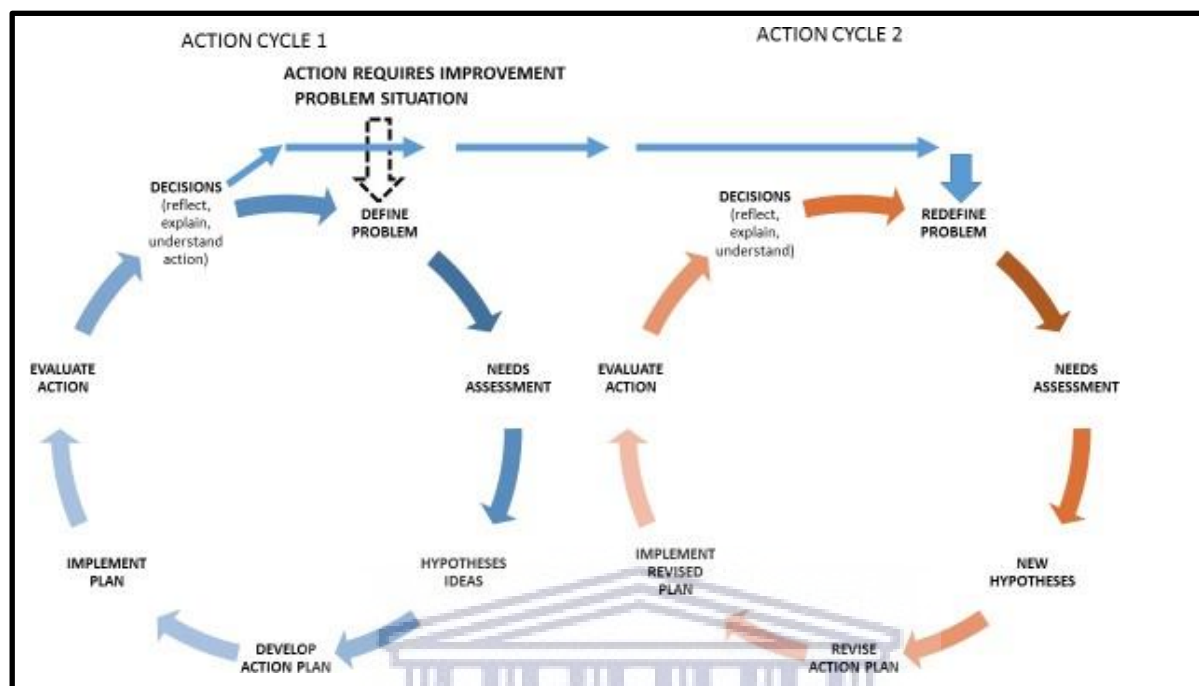 ACTION CYCLE 1
ACTION REQUIRES IMPROVEMENT
PROBLEM SITUATION
DECISIONS
(reflect,
explain,
understand
action)
DEFINE
PROBLEM
NEEDS
ASSESSMENT
HYPOTHESES
IDEAS
DEVELOP
ACTION PLAN
IMPLEMENT
PLAN
EVALUATE
ACTION
ACTION CYCLE 2
DECISIONS
(reflect,
explain,
understand)
REDEFINE
PROBLEM
NEEDS
ASSESSMENT
NEW
HYPOTHESES
REVISE
ACTION PLAN
IMPLEMENT
REVISED
PLAN
EVALUATE
ACTION